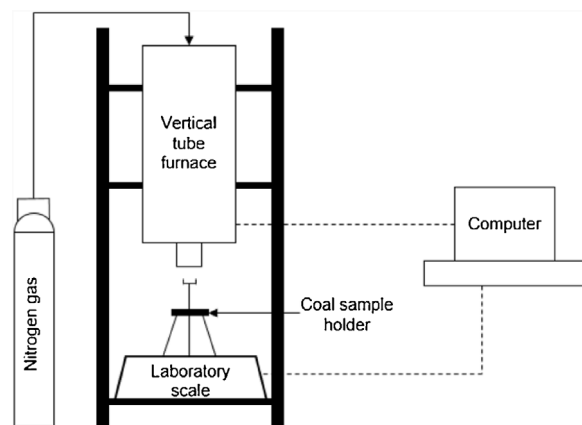 Vertical
tube
furnace
Computer
Nitrogen gas
Coal sample
holder
Laboratory
scale